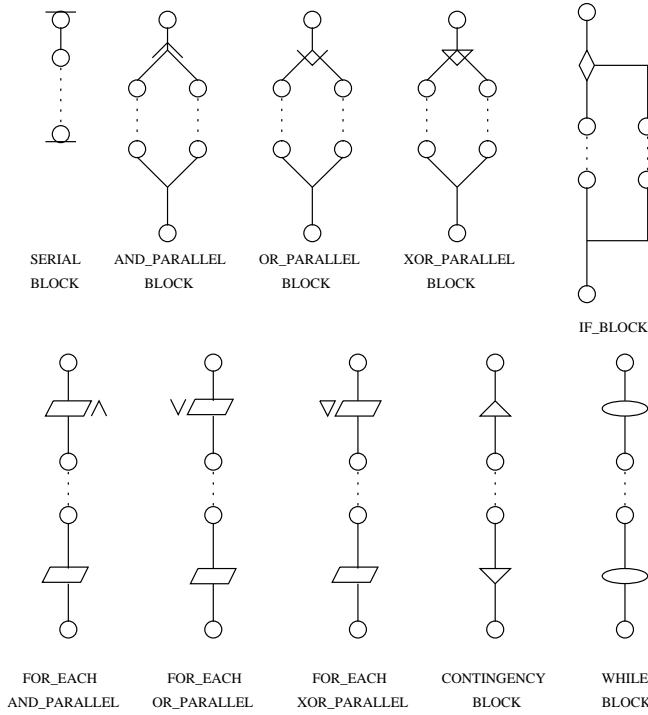 SERIAL
BLOCK
AND_PARALLEL
BLOCK
OR_PARALLEL
BLOCK
XOR_PARALLEL
BLOCK
IF_BLOCK
FOR_EACH
AND_PARALLEL
FOR_EACH
OR_PARALLEL
FOR_EACH
XOR_PARALLEL
CONTINGENCY
BLOCK
WHILE
BLOCK